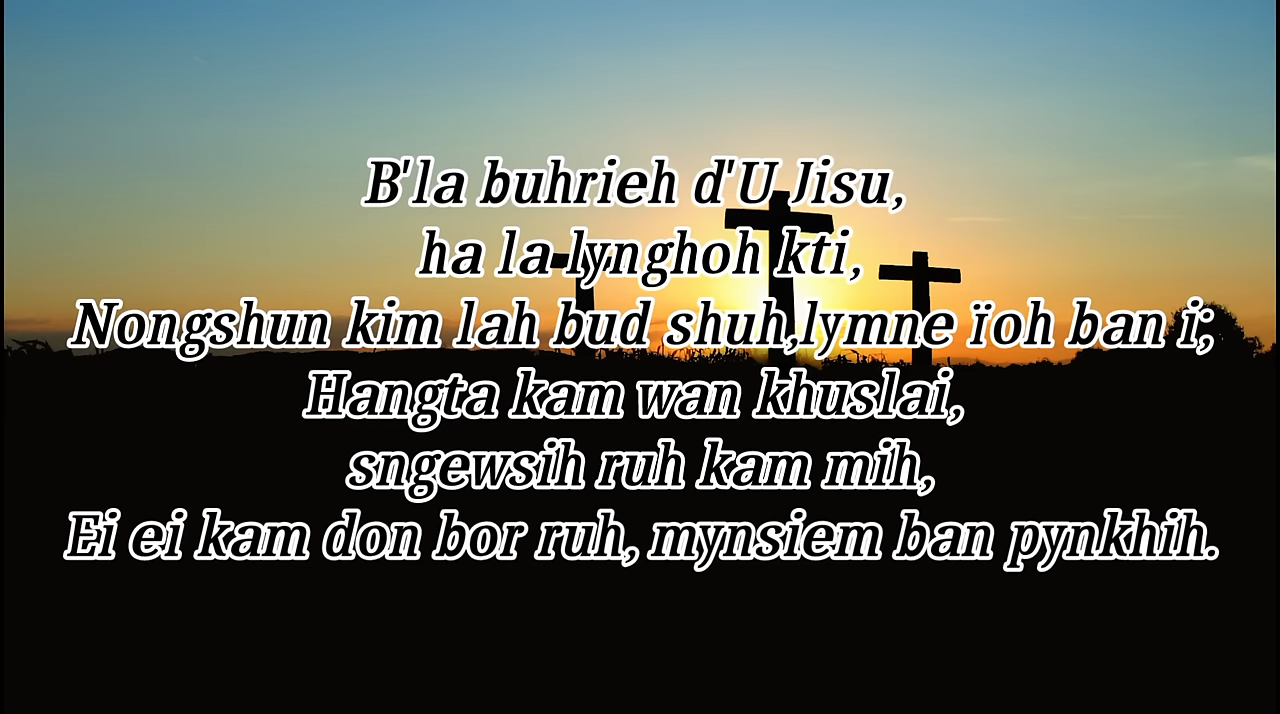 B'la buhrieh d'U Jisu,
ha la lynghoh kti,
Nongshun kim lah bud shuh,lymne ïoh ban i;
Hangta kam wan khuslai,
sngewsih ruh kam mih,
Ei ei kam don bor ruh, mynsiem ban pynkhih.